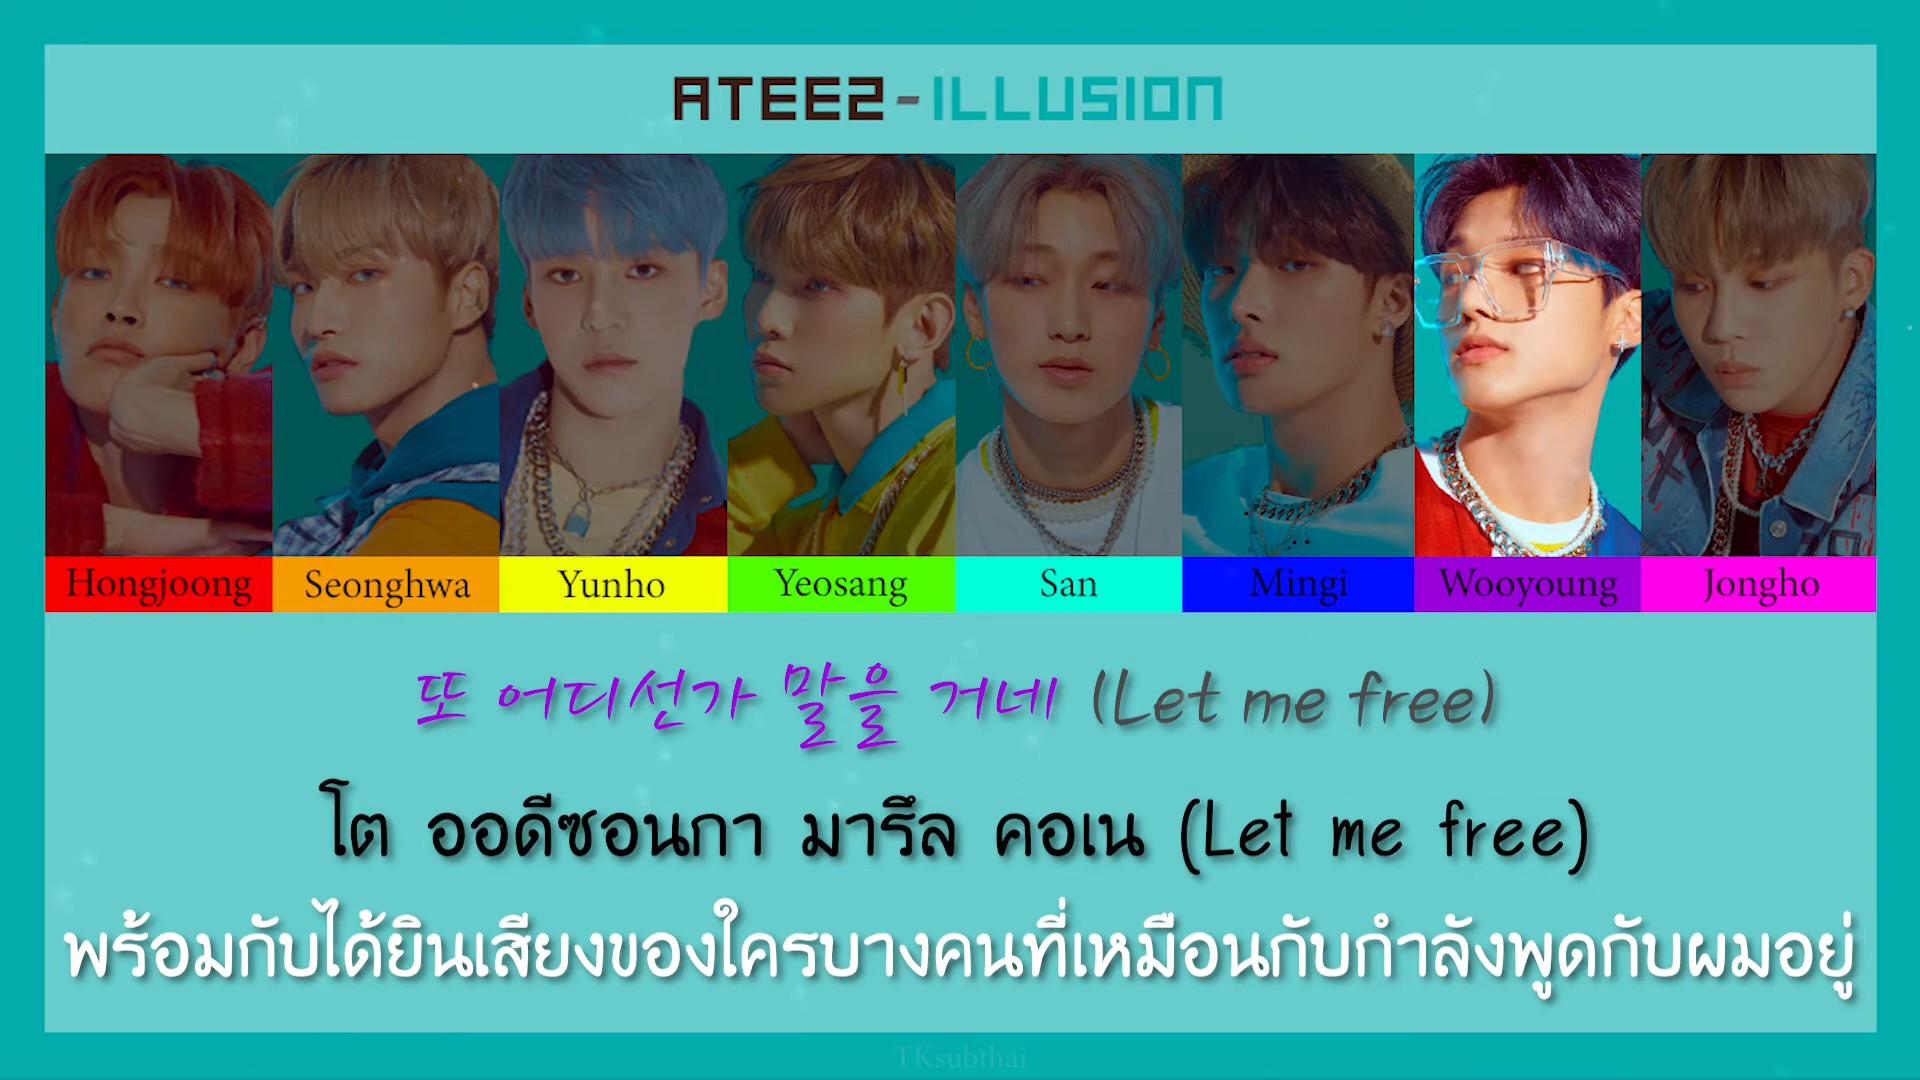 ATEEZ-ILLUSION
Hongjoong Seonghwa Yunho Yeosang San Mingi Wooyoung Jongho
또 어디선가 말을 거네 (Let me free)
โต ออดีซอนกา มารึล คอเน (Let me free)
พร้อมกับได้ยินเสียงของใครบางคนที่เหมือนกับกำลังพูดกับผมอยู่
TKsubthai